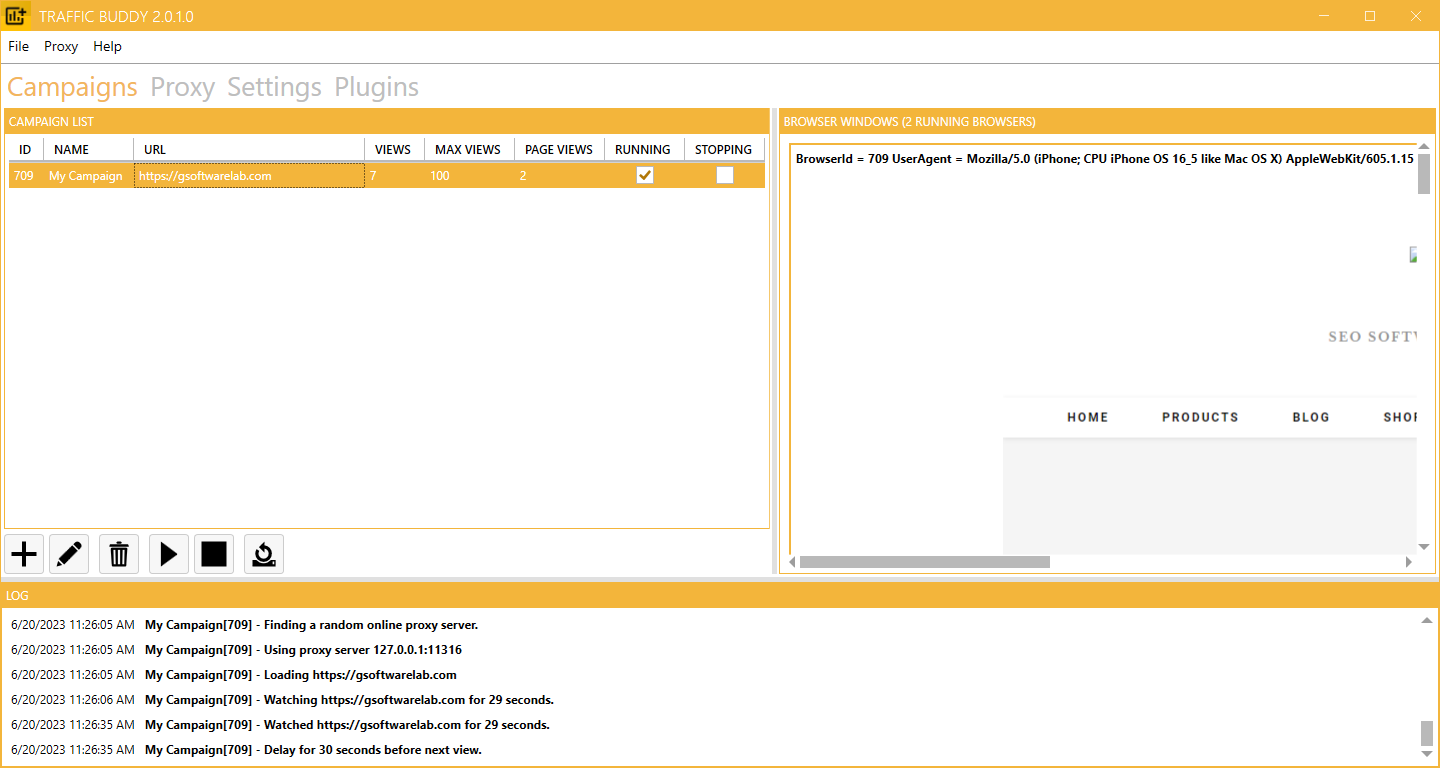 TRAFFIC BUDDY 2.0.1.0
File Proxy Help
Campaigns Proxy Settings Plugins
CAMPAIGN LIST
ID NAME URL VIEWS MAX VIEWS PAGE VIEWS RUNNING STOPPING
709 My Campaign https://gsoftwarelab.com 7 100 2
BROWSER WINDOWS (2 RUNNING BROWSERS)
BrowserId = 709 UserAgent = Mozilla/5.0 (iPhone; CPU iPhone OS 16_5 like Mac OS X) AppleWebKit/605.1.15
SEO SOFTW
HOME PRODUCTS BLOG SHOP
LOG
6/20/2023 11:26:05 AM My Campaign[709] - Finding a random online proxy server.
6/20/2023 11:26:05 AM My Campaign[709] - Using proxy server 127.0.0.1:11316
6/20/2023 11:26:05 AM My Campaign[709] - Loading https://gsoftwarelab.com
6/20/2023 11:26:06 AM My Campaign[709] - Watching https://gsoftwarelab.com for 29 seconds.
6/20/2023 11:26:35 AM My Campaign[709] - Watched https://gsoftwarelab.com for 29 seconds.
6/20/2023 11:26:35 AM My Campaign[709] - Delay for 30 seconds before next view.